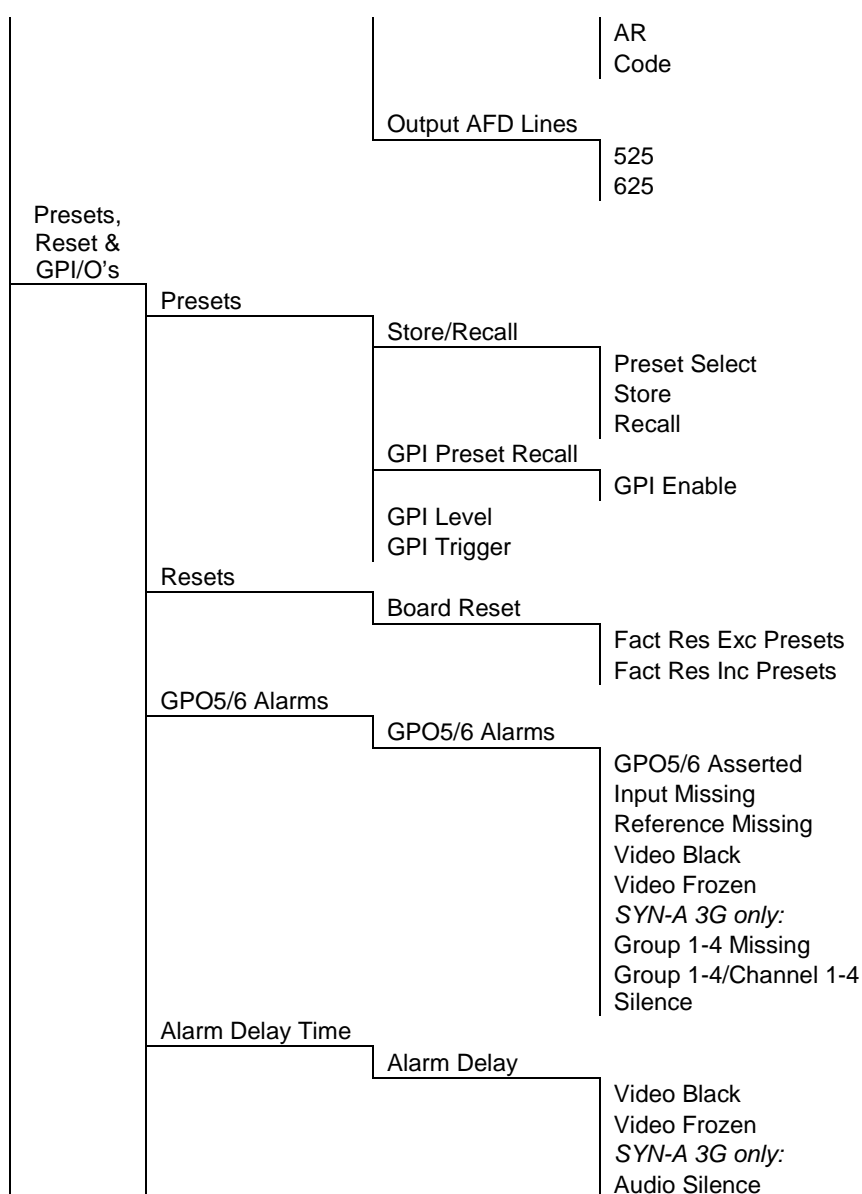 AR
Code
Output AFD Lines
525
625
Presets,
Reset &
GPI/O’s
Presets
Store/Recall
Preset Select
Store
Recall
GPI Preset Recall
GPI Enable
GPI Level
GPI Trigger
Resets
Board Reset
Fact Res Exc Presets
Fact Res Inc Presets
GPO5/6 Alarms
GPO5/6 Alarms
GPO5/6 Asserted
Input Missing
Reference Missing
Video Black
Video Frozen
SYN-A 3G only:
Group 1-4 Missing
Group 1-4/Channel 1-4
Silence
Alarm Delay Time
Alarm Delay
Video Black
Video Frozen
SYN-A 3G only:
Audio Silence